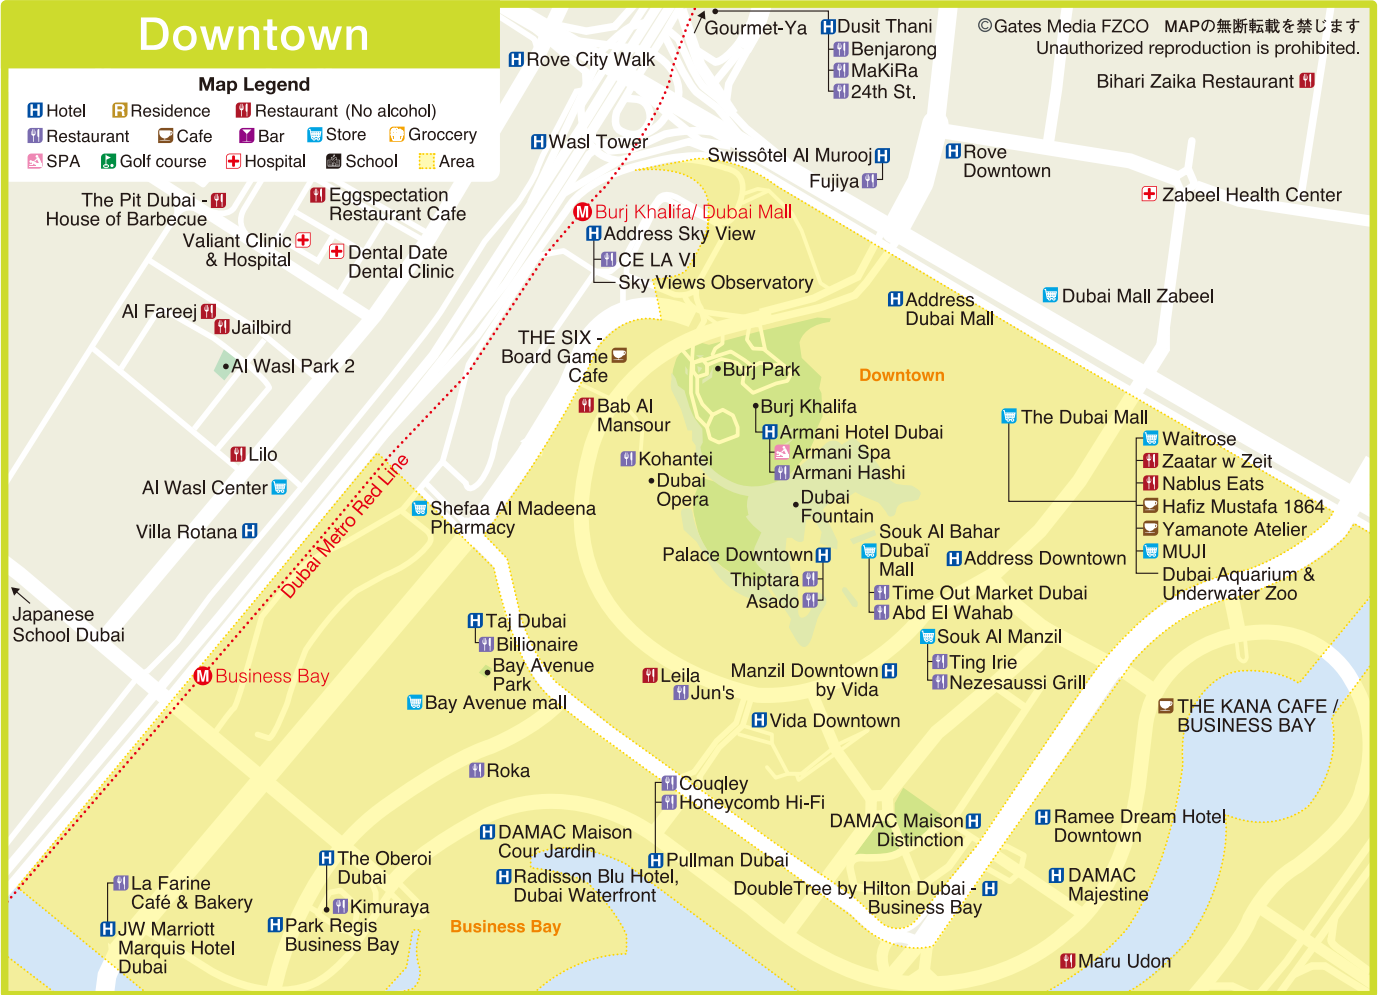 Downtown
Map Legend
Hotel
Residence
Restaurant (No alcohol)
Restaurant
Cafe
Bar
Store
Groccery
SPA
Golf course
Hospital
School
Area
Gourmet-Ya
Dusit Thani
Benjarong
MaKiRa
24th St.
©Gates Media FZCO MAPの無断転載を禁じます
Unauthorized reproduction is prohibited.
Rove City Walk
Bihari Zaika Restaurant
Wasl Tower
Swissôtel Al Murooj
Fujiya
Rove
Downtown
Zabeel Health Center
The Pit Dubai -
House of Barbecue
Eggspectation
Restaurant Cafe
M Burj Khalifa/ Dubai Mall
Address Sky View
CE LA VI
Sky Views Observatory
Valiant Clinic
& Hospital
Dental Date
Dental Clinic
Address
Dubai Mall
Dubai Mall Zabeel
Al Fareej
Jailbird
Al Wasl Park 2
THE SIX -
Board Game
Cafe
Burj Park
Downtown
Bab Al
Mansour
Burj Khalifa
Armani Hotel Dubai
Armani Spa
Armani Hashi
The Dubai Mall
Waitrose
Zaatar w Zeit
Nablus Eats
Hafiz Mustafa 1864
Yamanote Atelier
MUJI
Dubai Aquarium &
Underwater Zoo
Lilo
Al Wasl Center
Villa Rotana
Dubai Metro Red Line
Kohantei
Dubai
Opera
Dubai
Fountain
Shefaa Al Madeena
Pharmacy
Souk Al Bahar
Dubaï
Mall
Time Out Market Dubai
Abd El Wahab
Address Downtown
Palace Downtown
Thiptara
Asado
Japanese
School Dubai
Taj Dubai
Billionaire
Bay Avenue
Park
Bay Avenue mall
Souk Al Manzil
Ting Irie
Nezesaussi Grill
M Business Bay
Leila
Jun's
Manzil Downtown
by Vida
Vida Downtown
THE KANA CAFE /
BUSINESS BAY
Roka
Couqley
Honeycomb Hi-Fi
Pullman Dubai
DAMAC Maison
Cour Jardin
DAMAC Maison
Distinction
Ramee Dream Hotel
Downtown
The Oberoi
Dubai
Kimuraya
Radisson Blu Hotel,
Dubai Waterfront
DoubleTree by Hilton Dubai -
Business Bay
DAMAC
Majestine
La Farine
Café & Bakery
JW Marriott
Marquis Hotel
Dubai
Park Regis
Business Bay
Business Bay
Maru Udon